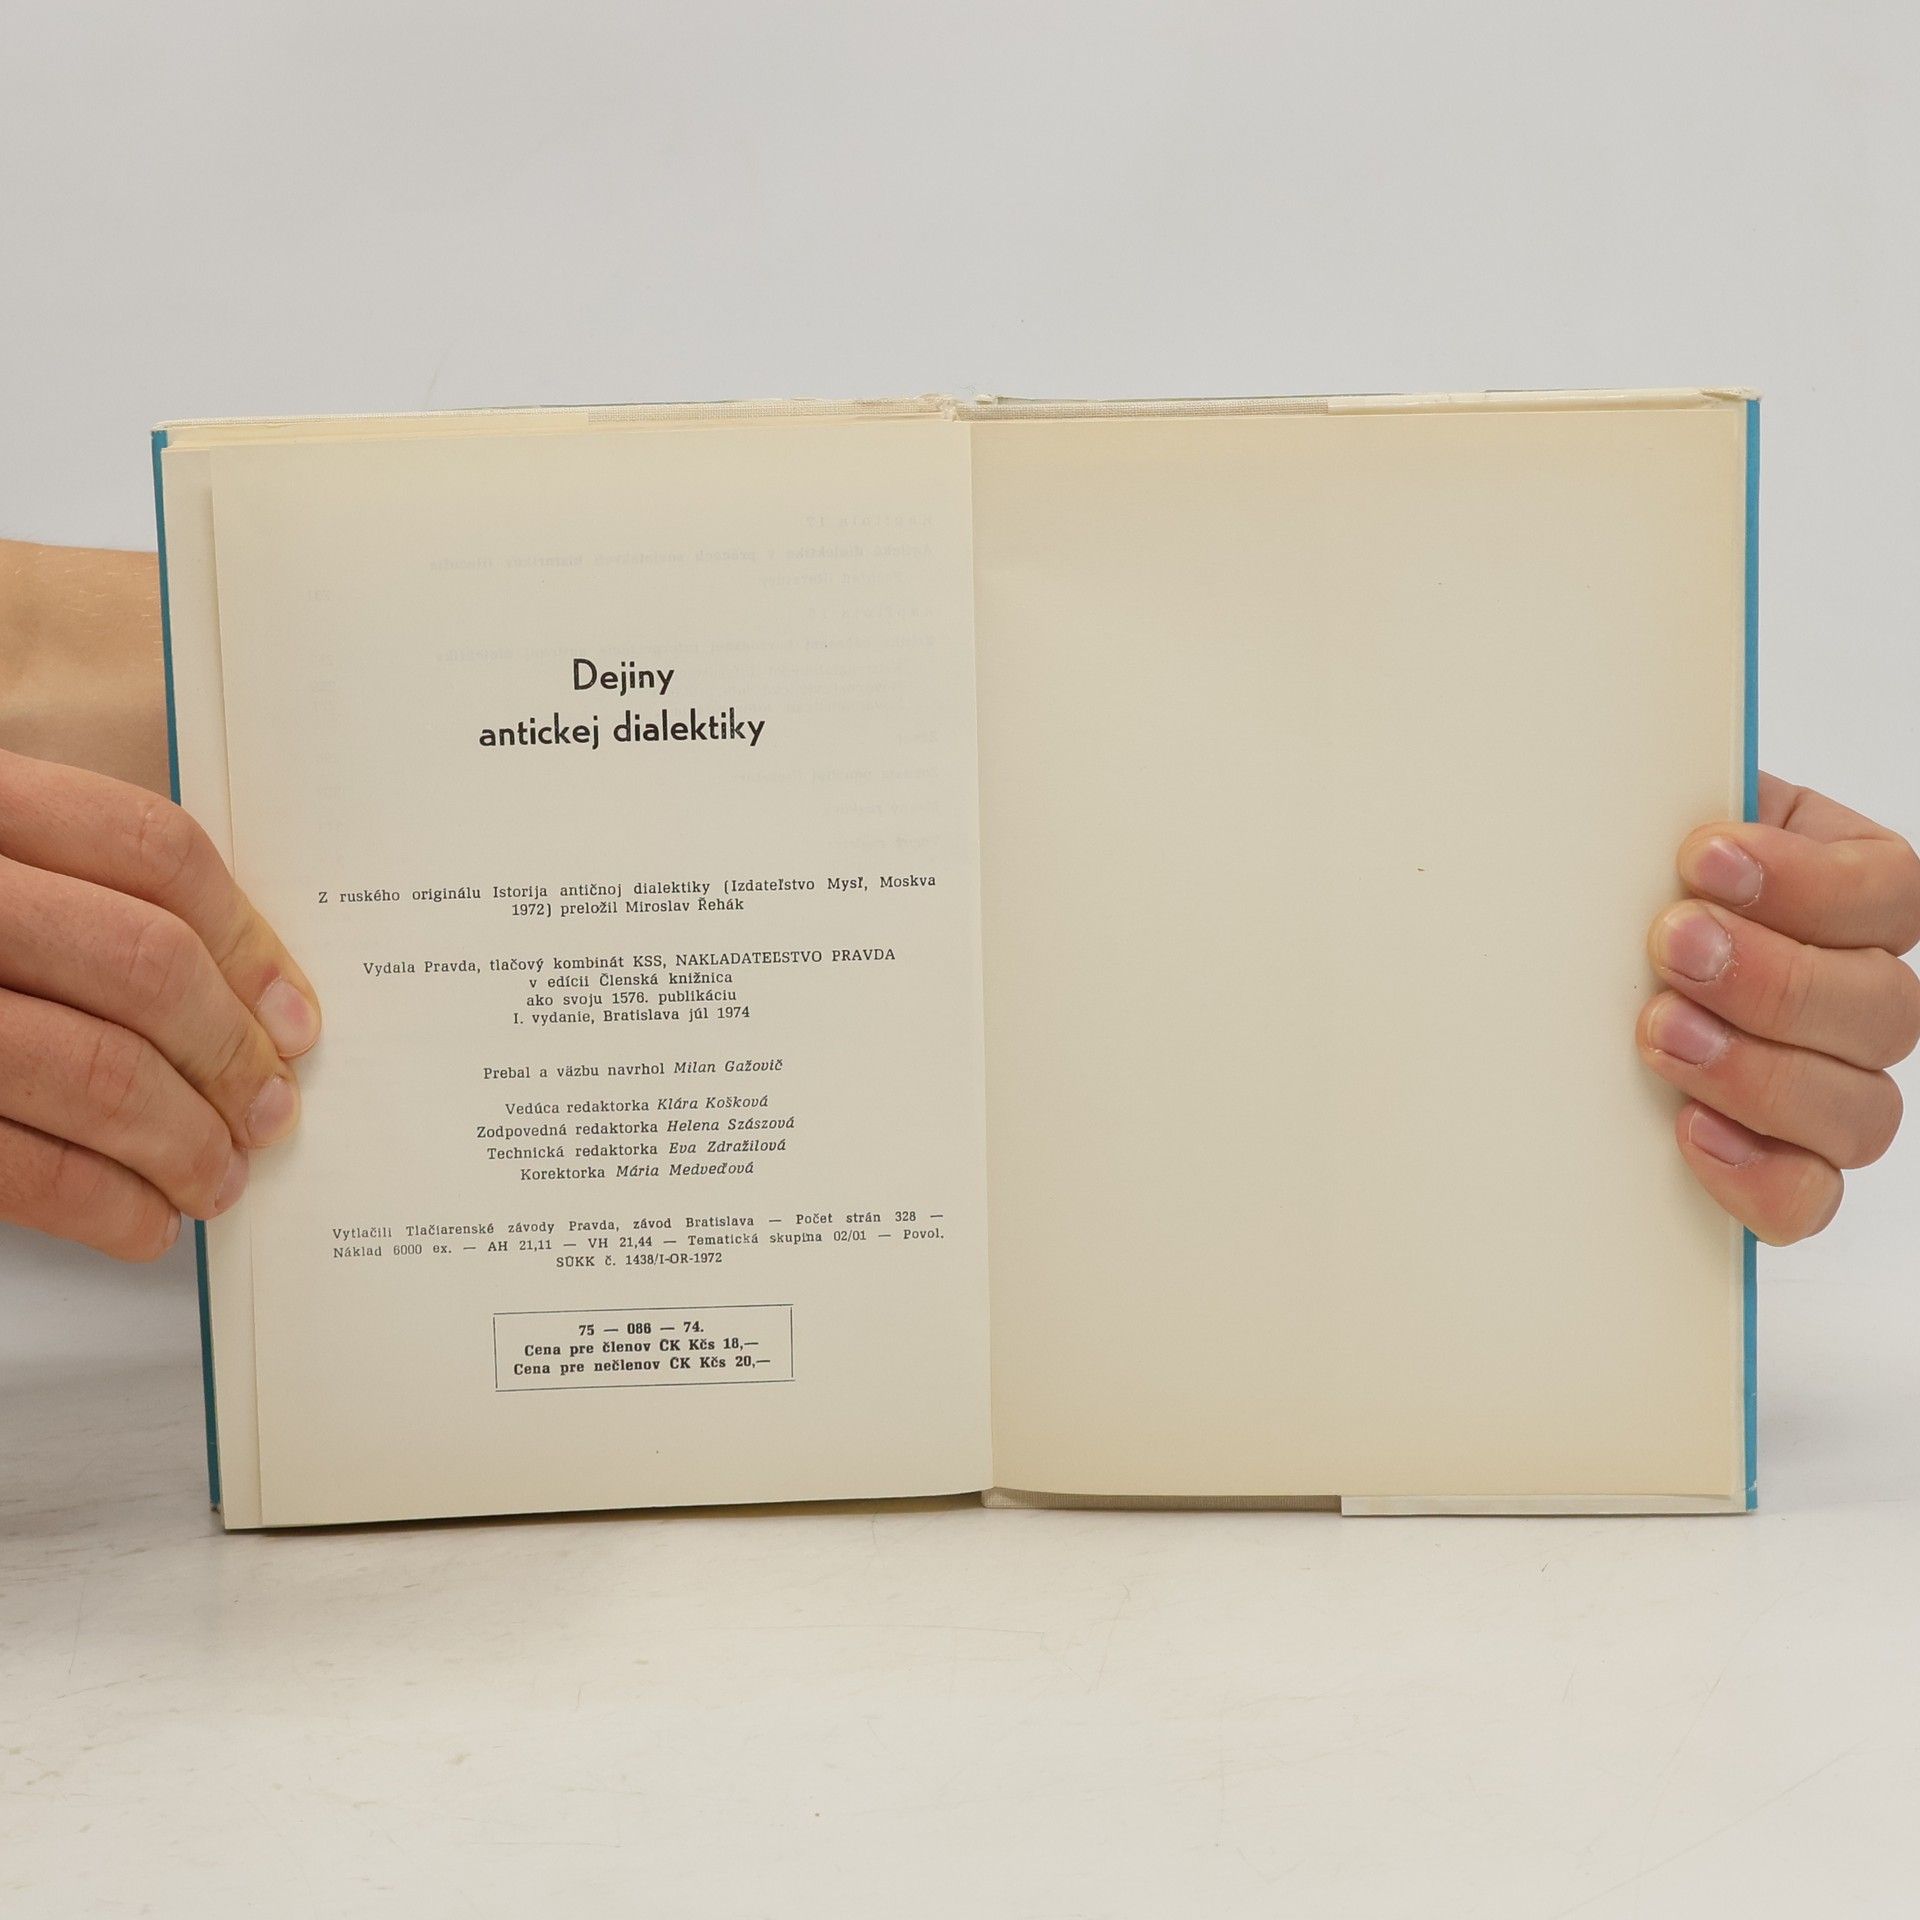 Dejiny
antickej dialektiky
Z ruského originálu Istorija antičnoj dialektiky (Izdateľstvo Mysľ, Moskva
1972) preložil Miroslav Řehák
Vydala Pravda, tlačový kombinát KSS, NAKLADATEĽSTVO PRAVDA
v edícii Členská knižnica
ako svoju 1576. publikáciu
I. vydanie, Bratislava júl 1974
Prebal a väzbu navrhol Milan Gažovič
Vedúca redaktorka Klára Košková
Zodpovedná redaktorka Helena Szászová
Technická redaktorka Eva Zdražilová
Korektorka Mária Medveďová
Vytlačili Tlačiarenské závody Pravda, závod Bratislava — Počet strán 328 —
Náklad 6000 ex. — AH 21,11 — VH 21,44 — Tematická skupina 02/01 — Povol.
SÚKK č. 1438/I-OR-1972
75 — 086 — 74.
Cena pre členov ČK Kčs 18,—
Cena pre nečlenov ČK Kčs 20,—